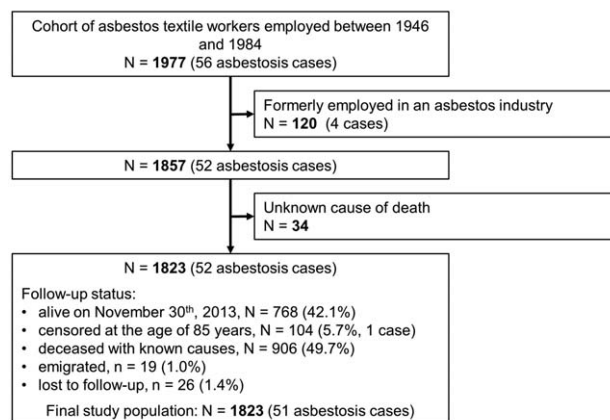 Cohort of asbestos textile workers employed between 1946
and 1984
N = 1977 (56 asbestosis cases)
Formerly employed in an asbestos industry
N = 120 (4 cases)
N = 1857 (52 asbestosis cases)
Unknown cause of death
N = 34
N = 1823 (52 asbestosis cases)
Follow-up status:
• alive on November 30th, 2013, N = 768 (42.1%)
• censored at the age of 85 years, N = 104 (5.7%, 1 case)
• deceased with known causes, N = 906 (49.7%)
• emigrated, n = 19 (1.0%)
• lost to follow-up, n = 26 (1.4%)
Final study population: N = 1823 (51 asbestosis cases)